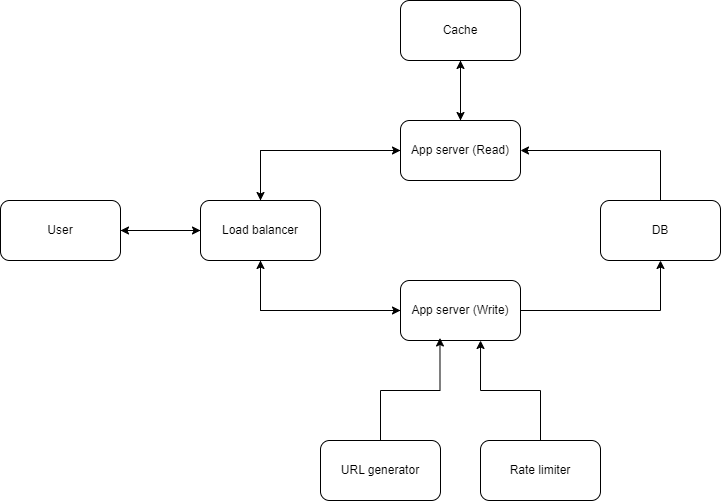 Cache
App server (Read)
User
Load balancer
DB
App server (Write)
URL generator
Rate limiter